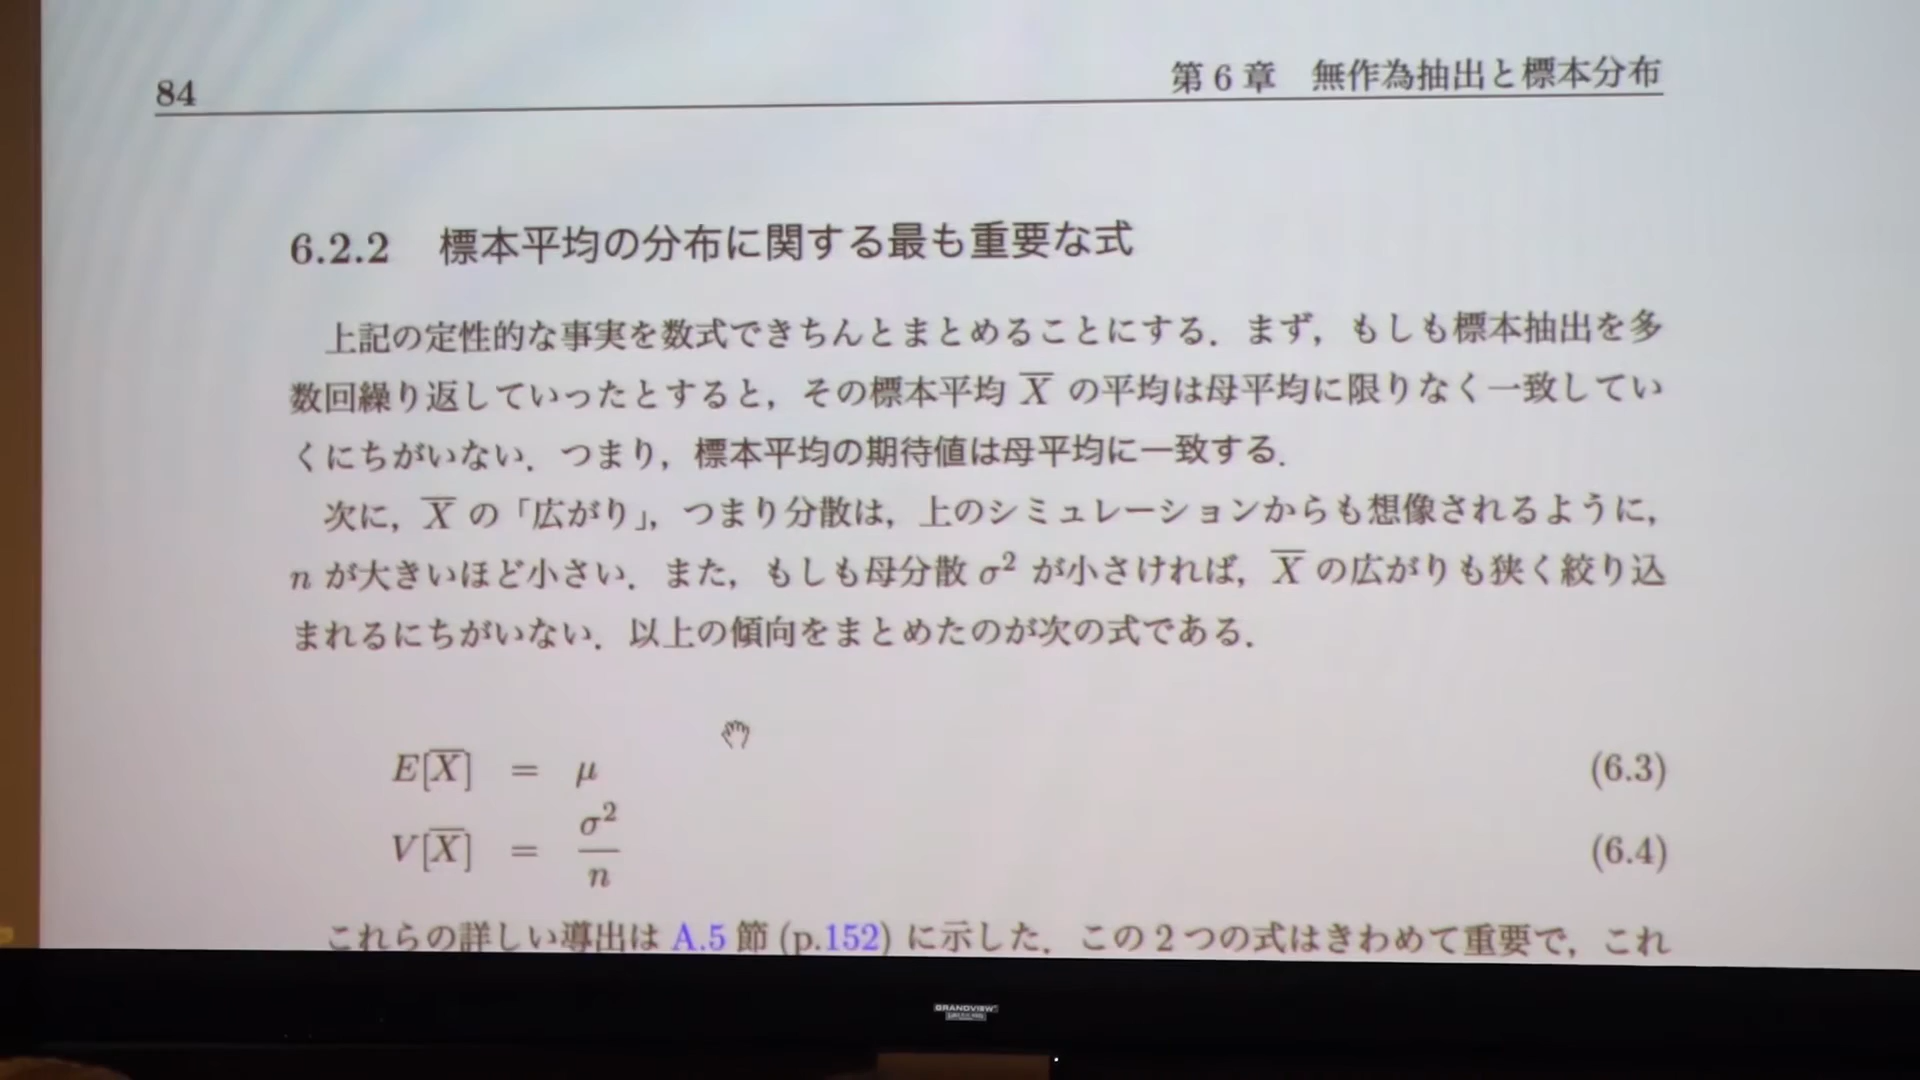 84
第 6 章　無作為抽出と標本分布
6.2.2　標本平均の分布に関する最も重要な式
上記の定性的な事実を数式できちんとまとめることにする．まず，もしも標本抽出を多
数回繰り返していったとすると，その標本平均 X̅ の平均は母平均に限りなく一致してい
くにちがいない．つまり，標本平均の期待値は母平均に一致する．
次に，X̅ の「広がり」，つまり分散は，上のシミュレーションからも想像されるように，
n が大きいほど小さい．また，もしも母分散 σ² が小さければ，X̅ の広がりも狭く絞り込
まれるにちがいない．以上の傾向をまとめたのが次の式である．
E[X̅] = μ (6.3)
V[X̅] = σ²/n (6.4)
これらの詳しい導出は A.5 節 (p.152) に示した．この 2 つの式はきわめて重要で，これ
GRANDVIEW